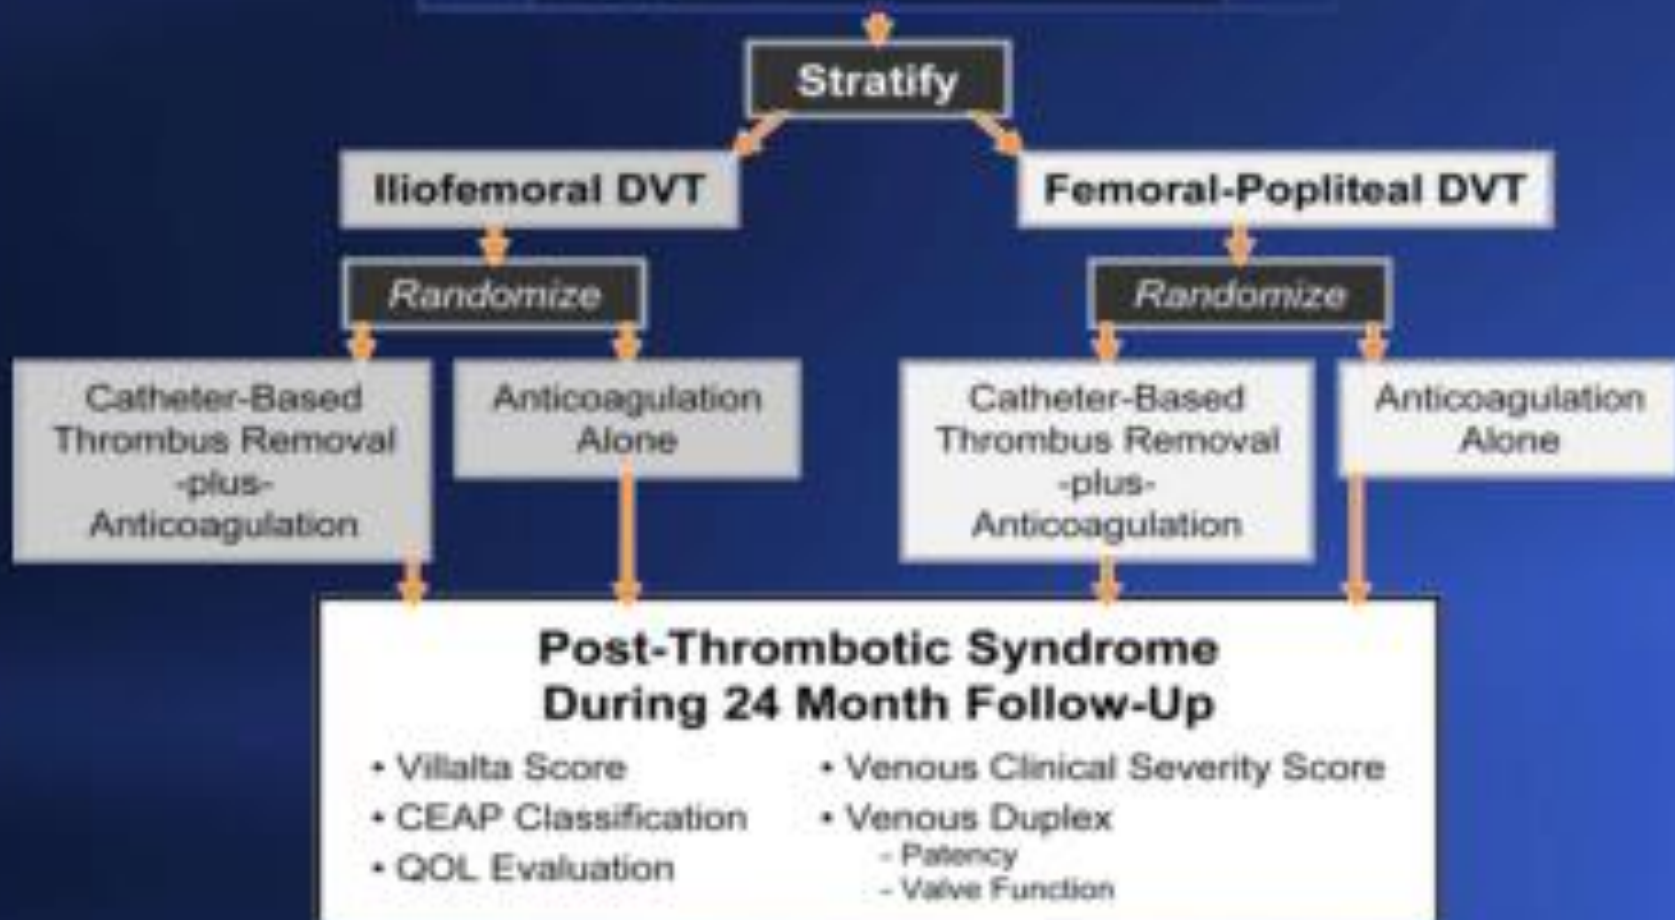 Stratify
Iliofemoral DVT
Femoral-Popliteal DVT
Randomize
Randomize
Catheter-Based
Thrombus Removal
-plus-
Anticoagulation
Anticoagulation
Alone
Catheter-Based
Thrombus Removal
-plus-
Anticoagulation
Anticoagulation
Alone
Post-Thrombotic Syndrome
During 24 Month Follow-Up
• Villalta Score
• CEAP Classification
• QOL Evaluation
• Venous Clinical Severity Score
• Venous Duplex
- Patency
- Valve Function